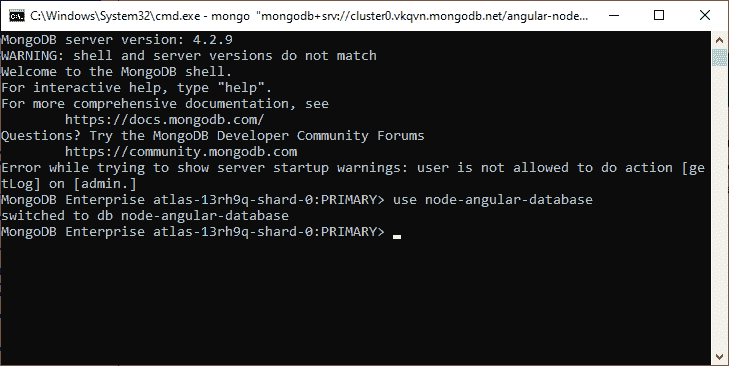 C:\Windows\System32\cmd.exe - mongo "mongodb+srv://cluster0.vkqvn.mongodb.net/angular-node...
MongoDB server version: 4.2.9
WARNING: shell and server versions do not match
Welcome to the MongoDB shell.
For interactive help, type "help".
For more comprehensive documentation, see
        https://docs.mongodb.com/
Questions? Try the MongoDB Developer Community Forums
        https://community.mongodb.com
Error while trying to show server startup warnings: user is not allowed to do action [ge
tLog] on [admin.]
MongoDB Enterprise atlas-13rh9q-shard-0:PRIMARY> use node-angular-database
switched to db node-angular-database
MongoDB Enterprise atlas-13rh9q-shard-0:PRIMARY>